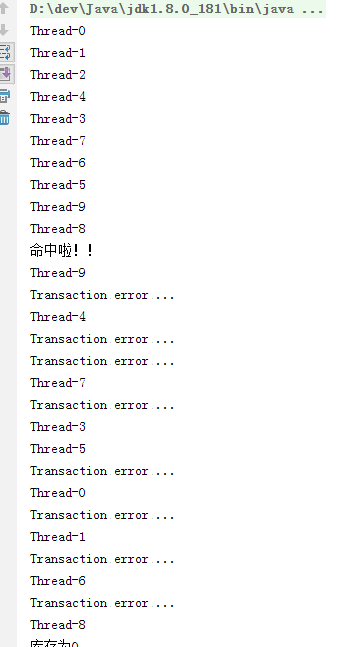 D:\dev\Java\jdk1.8.0_181\bin\java ...
Thread-0
Thread-1
Thread-2
Thread-4
Thread-3
Thread-7
Thread-6
Thread-5
Thread-9
Thread-8
命中啦！！
Thread-9
Transaction error ...
Thread-4
Transaction error ...
Transaction error ...
Thread-7
Transaction error ...
Thread-3
Thread-5
Transaction error ...
Thread-0
Transaction error ...
Thread-1
Transaction error ...
Thread-6
Transaction error ...
Thread-8
库存为0